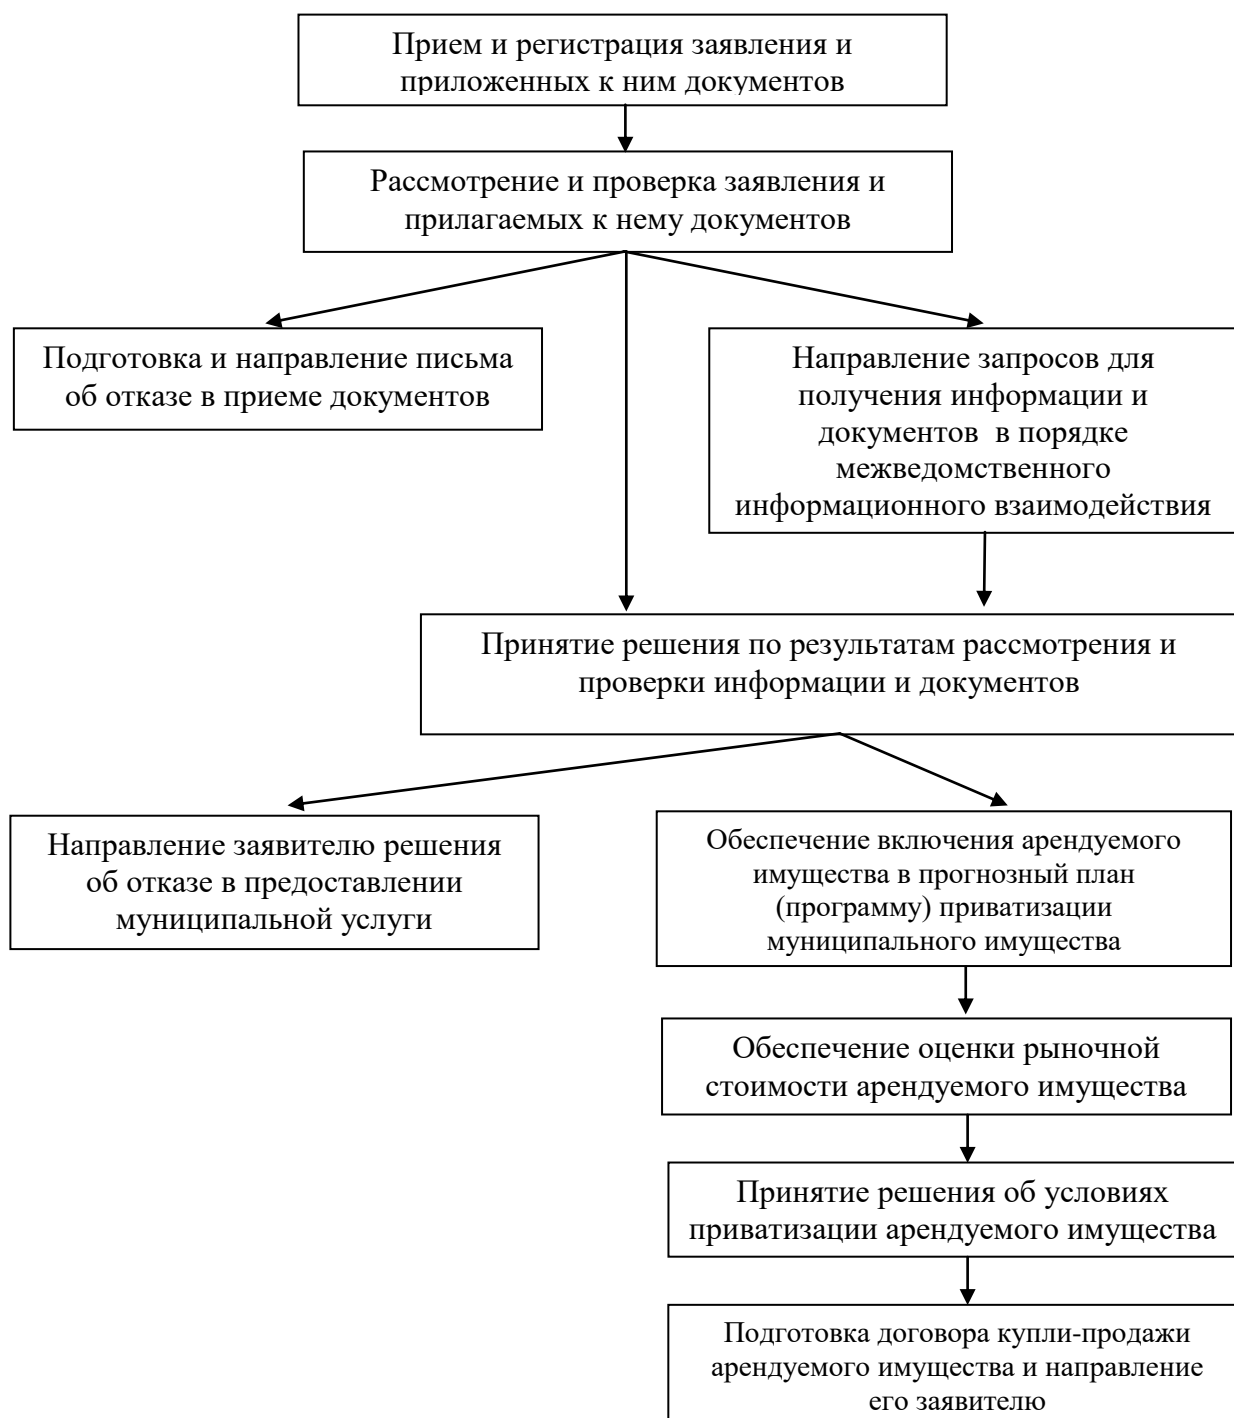 Прием и регистрация заявления и
приложенных к ним документов
Рассмотрение и проверка заявления и
прилагаемых к нему документов
Подготовка и направление письма
об отказе в приеме документов
Направление запросов для
получения информации и
документов  в порядке
межведомственного
информационного взаимодействия
Принятие решения по результатам рассмотрения и
проверки информации и документов
Направление заявителю решения
об отказе в предоставлении
муниципальной услуги
Обеспечение включения арендуемого
имущества в прогнозный план
(программу) приватизации
муниципального имущества
Обеспечение оценки рыночной
стоимости арендуемого имущества
Принятие решения об условиях
приватизации арендуемого имущества
Подготовка договора купли-продажи
арендуемого имущества и направление
его заявителю